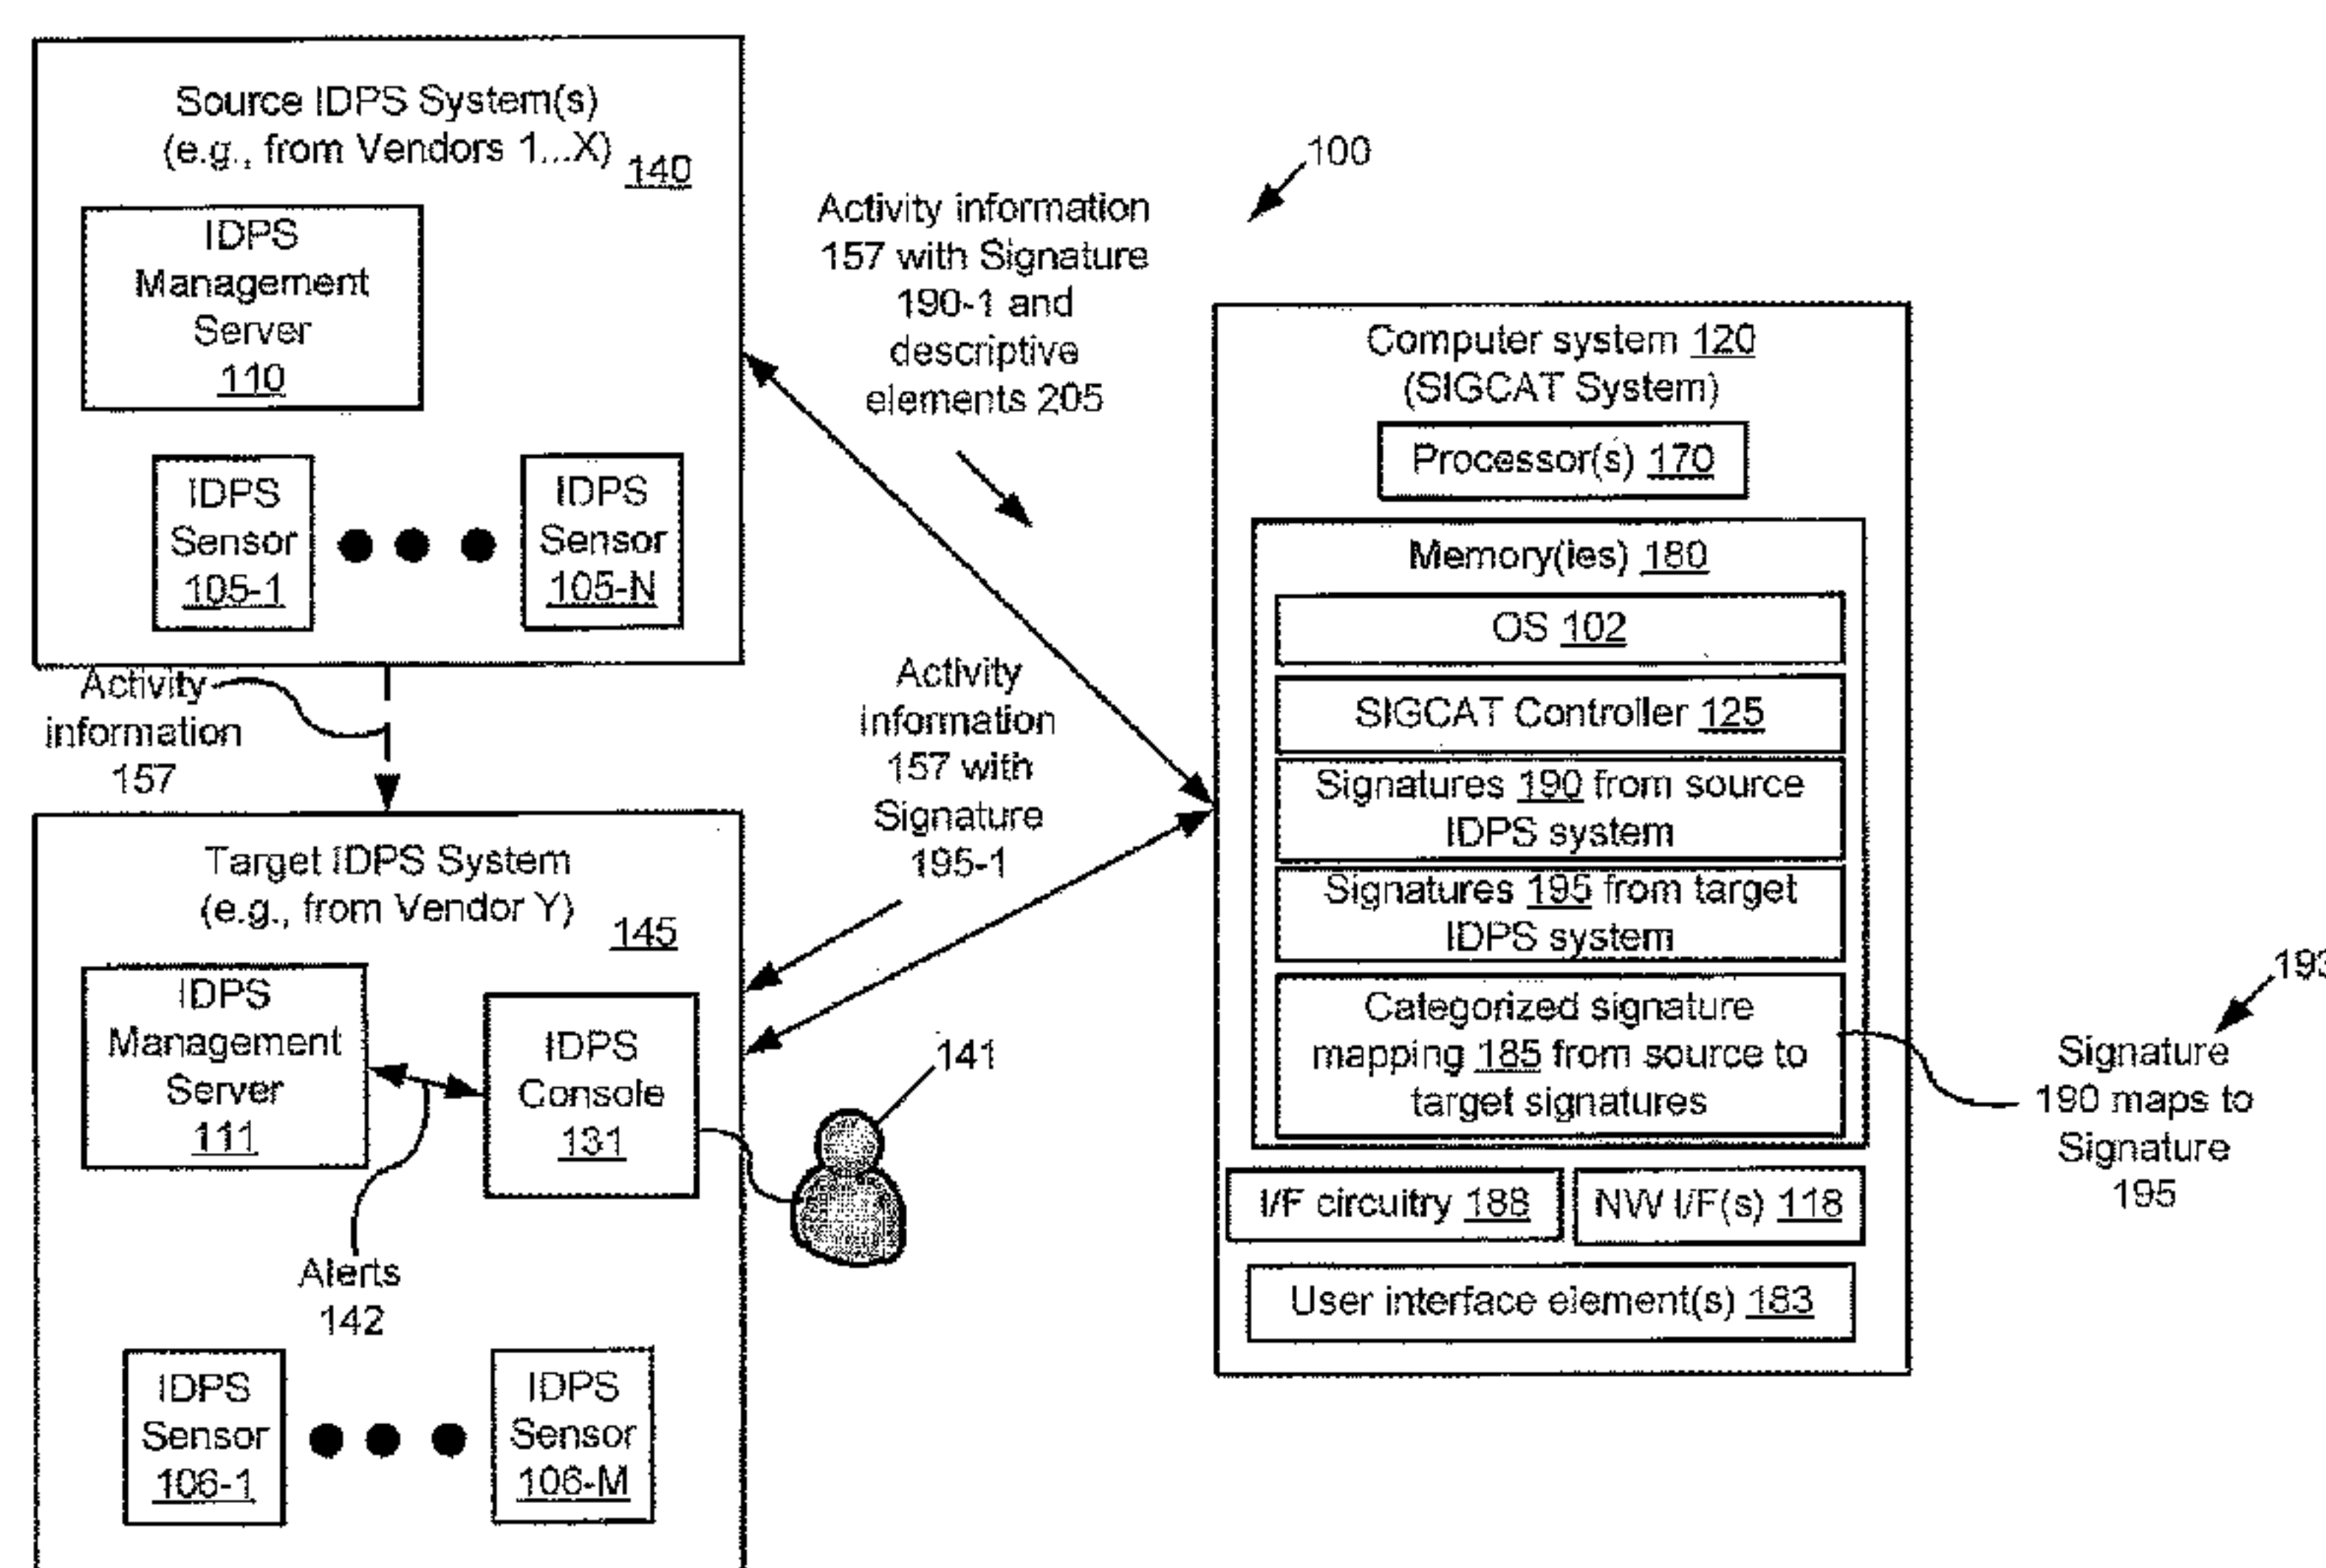 Source IDPS System(s)
(e.g., from Vendors 1...X)
140
IDPS
Management
Server
110
IDPS
Sensor
105-1
IDPS
Sensor
105-N
Activity
information
157
Target IDPS System
(e.g., from Vendor Y)
145
IDPS
Management
Server
111
IDPS
Console
131
Alerts
142
IDPS
Sensor
106-1
IDPS
Sensor
106-M
141
Activity information
157 with Signature
190-1 and
descriptive
elements 205
Activity
information
157 with
Signature
195-1
100
Computer system 120
(SIGCAT System)
Processor(s) 170
Memory(ies) 180
OS 102
SIGCAT Controller 125
Signatures 190 from source
IDPS system
Signatures 195 from target
IDPS system
Categorized signature
mapping 185 from source to
target signatures
I/F circuitry 188
NW I/F(s) 118
User interface element(s) 183
193
Signature
190 maps to
Signature
195